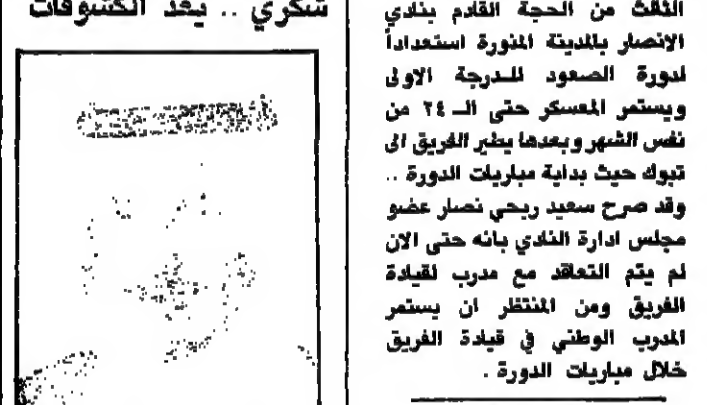 شكري .. يعد الكشوفات
الثالث من الحجة القادم بنادي
الانصار بالمدينة المنورة استعداداً
لدورة الصعود للدرجة الاولى
ويستمر المعسكر حتى الـ ٢٤ من
نفس الشهر وبعدها يطير الفريق الى
تبوك حيث بداية مباريات الدورة ..
وقد صرح سعيد ريحي نصار عضو
مجلس ادارة النادي بانه حتى الان
لم يتم التعاقد مع مدرب لقيادة
الفريق ومن المنتظر ان يستمر
المدرب الوطني في قيادة الفريق
خلال مباريات الدورة .